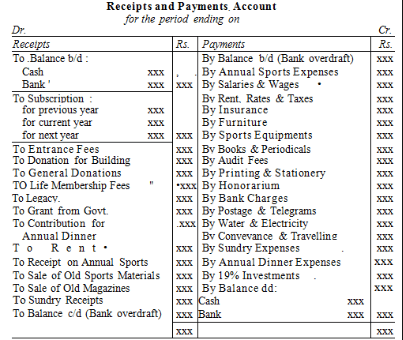 Receipts and Payments. Account
for the period ending on
Dr. Cr.
Receipts Rs. Payments Rs.
To .Balance b/d : By Balance b/d (Bank overdraft) xxx
Cash xxx , . By Annual Sports Expenses xxx
Bank ' xxx xxx By Salaries & Wages • xxx
To Subscription : By Rent, Rates & Taxes xxx
for previous year xxx By Insurance xxx
for current year xxx By Furniture xxx
for next year xxx xxx By Sports Equipments xxx
To Entrance Fees xxx By Books & Periodicals xxx
To Donation for Building xxx By Audit Fees xxx
To General Donations xxx By Printing & Stationery xxx
TO Life Membership Fees " •xxx By Honorarium xxx
To Legacy. xxx By Bank Charges xxx
To Grant from Govt. xxx By Postage & Telegrams xxx
To Contribution for .xxx By Water & Electricity xxx
Annual Dinner By Conveyance & Travelling xxx
T o R e n t • xxx By Sundry Expenses . xxx
To Receipt on Annual Sports xxx By Annual Dinner Expenses xxx
To Sale of Old Sports Materials xxx By 19% Investments . xxx
To Sale of Old Magazines xxx By Balance dd: xxx
To Sundry Receipts xxx Cash xxx
To Balance c/d (Bank overdraft) xxx Bank xxx xxx
xxx xxx